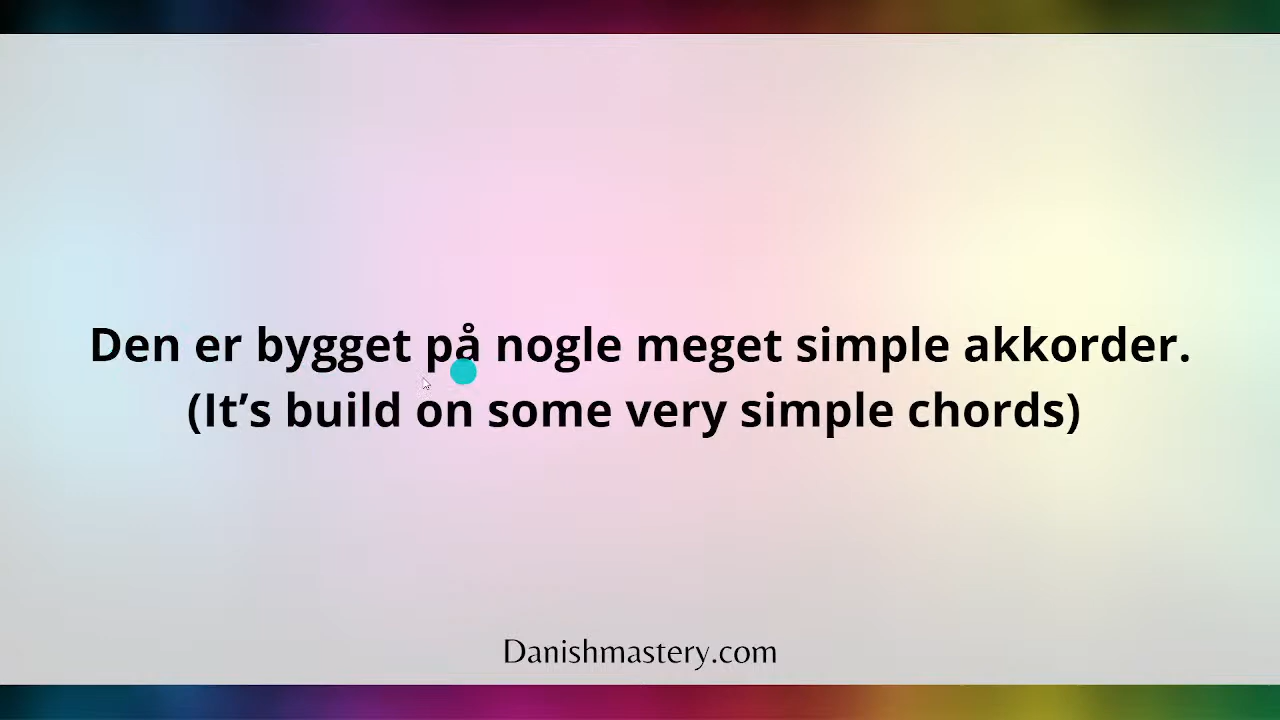 Den er bygget på nogle meget simple akkorder.
(It’s build on some very simple chords)
Danishmastery.com